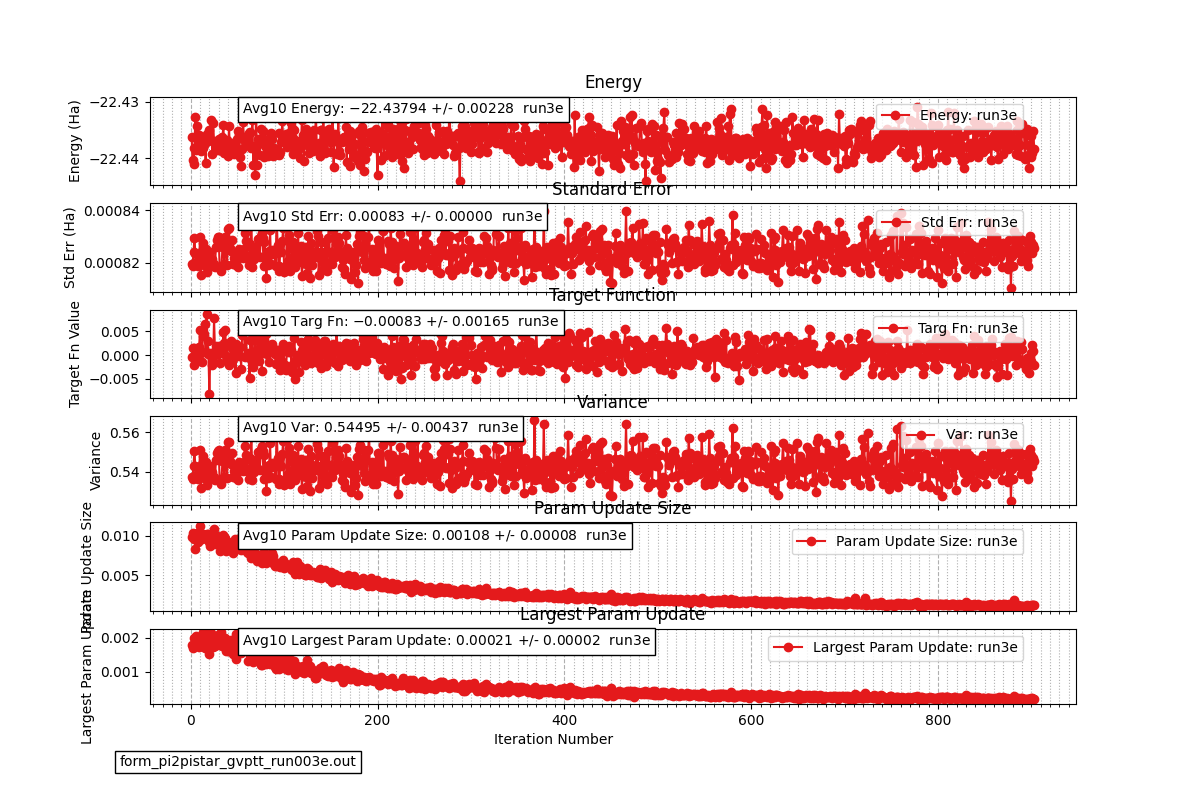 Energy
Energy (Ha)
−22.43
−22.44
Avg10 Energy: −22.43794 +/- 0.00228 run3e
Energy: run3e
Standard Error
Std Err (Ha)
0.00084
0.00082
Avg10 Std Err: 0.00083 +/- 0.00000 run3e
Std Err: run3e
Target Function
Target Fn Value
0.005
0.000
−0.005
Avg10 Targ Fn: −0.00083 +/- 0.00165 run3e
Targ Fn: run3e
Variance
Variance
0.56
0.54
Avg10 Var: 0.54495 +/- 0.00437 run3e
Var: run3e
Param Update Size
Param Update Size
0.010
0.005
Avg10 Param Update Size: 0.00108 +/- 0.00008 run3e
Param Update Size: run3e
Largest Param Update
Largest Param Update
0.002
0.001
Avg10 Largest Param Update: 0.00021 +/- 0.00002 run3e
Largest Param Update: run3e
0 200 400 600 800
Iteration Number
form_pi2pistar_gvptt_run003e.out